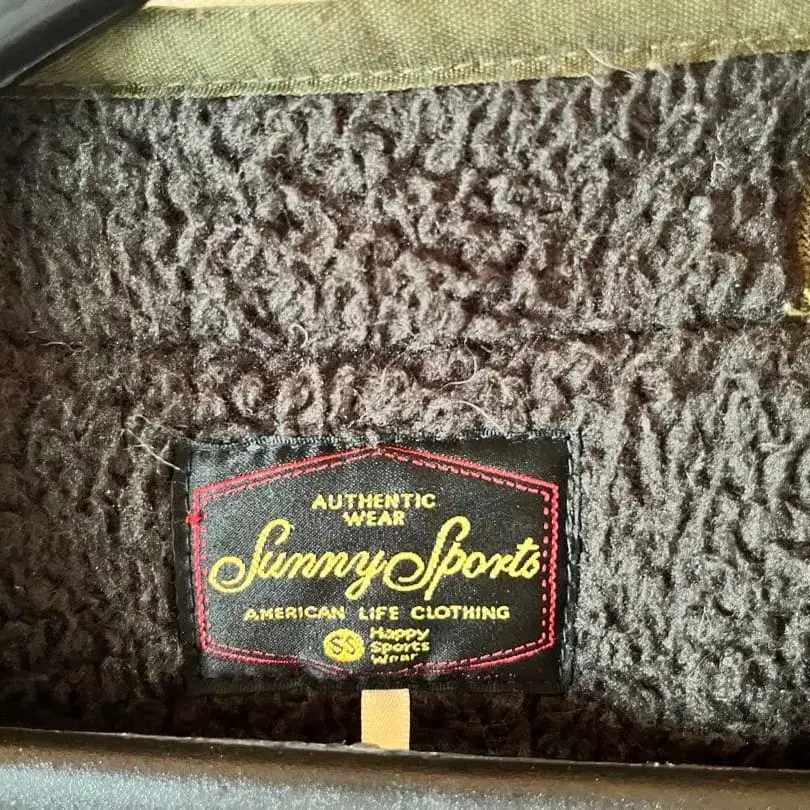 AUTHENTIC
WEAR
Sunny Sports
AMERICAN LIFE CLOTHING
SS
Happy
Sports
Wear